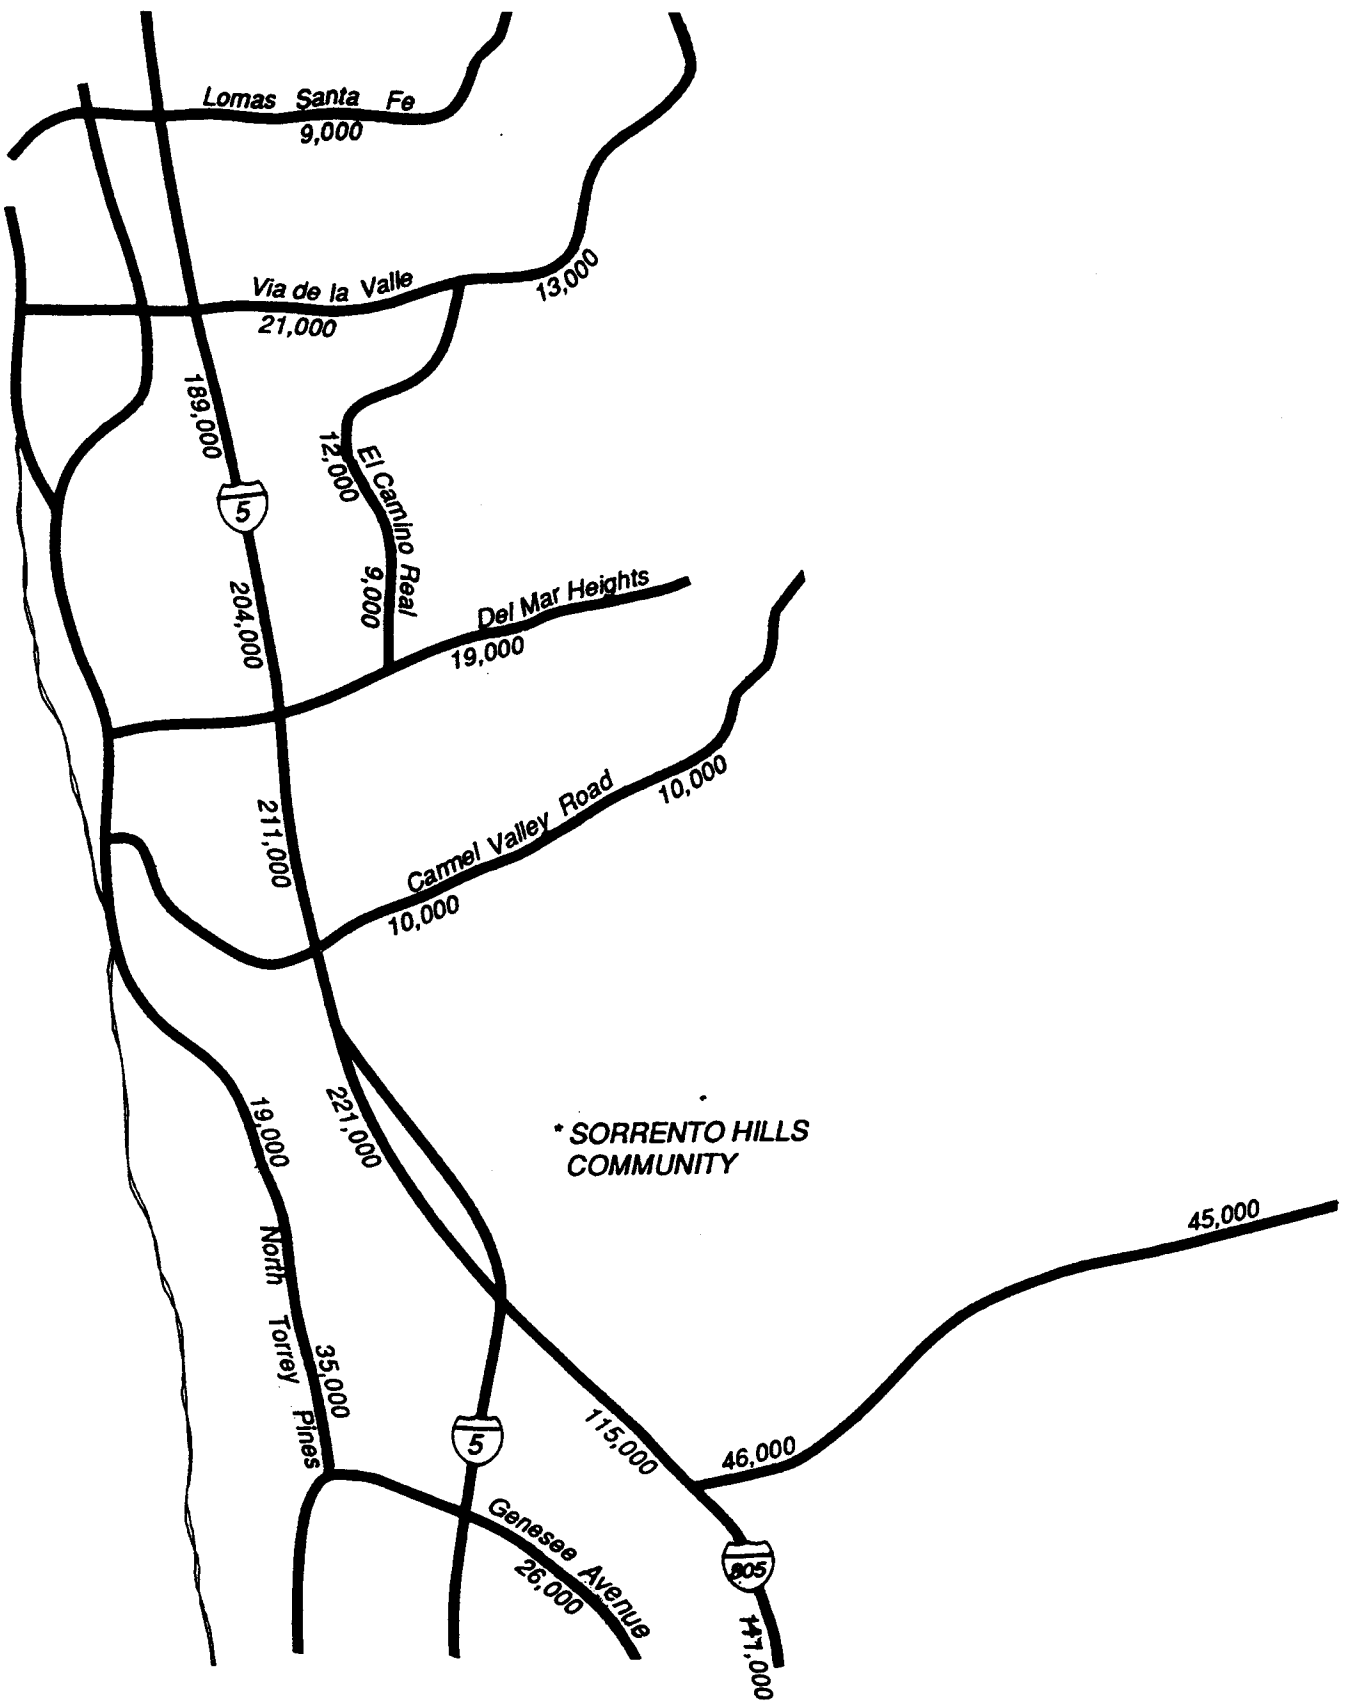 Lomas Santa Fe
9,000
Via de la Valle
21,000
13,000
189,000
12,000
El Camino Real
5
204,000
9,000
Del Mar Heights
19,000
211,000
Carmel Valley Road
10,000
10,000
221,000
19,000
* SORRENTO HILLS
COMMUNITY
45,000
North Torrey Pines
35,000
5
115,000
46,000
Genesee Avenue
26,000
805